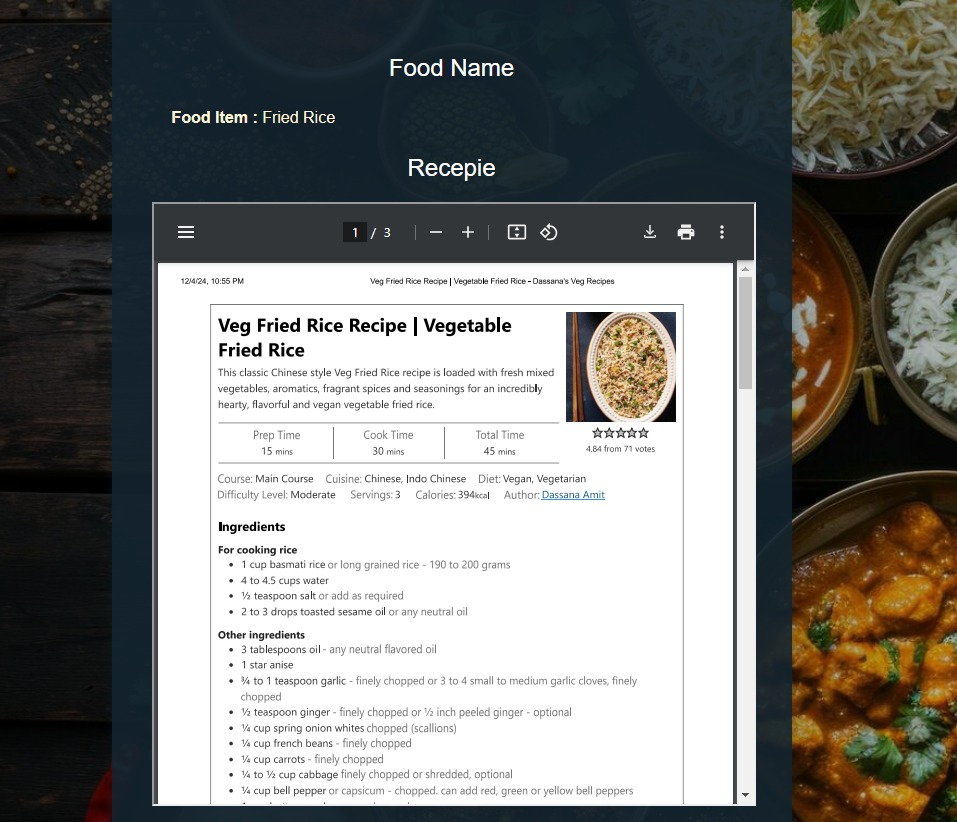 Food Name
Food Item : Fried Rice
Recepie
1 / 3
12/4/24, 10:55 PM
Veg Fried Rice Recipe | Vegetable Fried Rice - Dassana's Veg Recipes
Veg Fried Rice Recipe | Vegetable
Fried Rice
This classic Chinese style Veg Fried Rice recipe is loaded with fresh mixed
vegetables, aromatics, fragrant spices and seasonings for an incredibly
hearty, flavorful and vegan vegetable fried rice.
4.84 from 71 votes
Prep Time Cook Time Total Time
15 mins 30 mins 45 mins
Course: Main Course Cuisine: Chinese, Indo Chinese Diet: Vegan, Vegetarian
Difficulty Level: Moderate Servings: 3 Calories: 394kcal Author: Dassana Amit
Ingredients
For cooking rice
• 1 cup basmati rice or long grained rice - 190 to 200 grams
• 4 to 4.5 cups water
• ½ teaspoon salt or add as required
• 2 to 3 drops toasted sesame oil or any neutral oil
Other ingredients
• 3 tablespoons oil - any neutral flavored oil
• 1 star anise
• ¾ to 1 teaspoon garlic - finely chopped or 3 to 4 small to medium garlic cloves, finely
chopped
• ½ teaspoon ginger - finely chopped or ½ inch peeled ginger - optional
• ¼ cup spring onion whites chopped (scallions)
• ¼ cup french beans - finely chopped
• ¼ cup carrots - finely chopped
• ¼ to ½ cup cabbage finely chopped or shredded, optional
• ¼ cup bell pepper or capsicum - chopped. can add red, green or yellow bell peppers